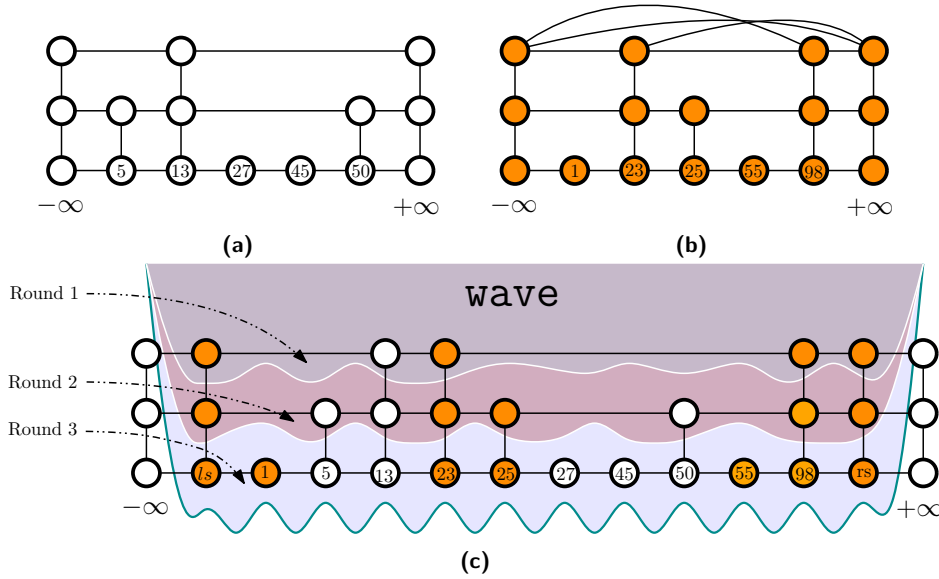 5 13 27 45 50
−∞ +∞
(a)
1 23 25 55 98
−∞ +∞
(b)
Round 1
wave
Round 2
Round 3
ls 1 5 13 23 25 27 45 50 55 98 rs
−∞ +∞
(c)